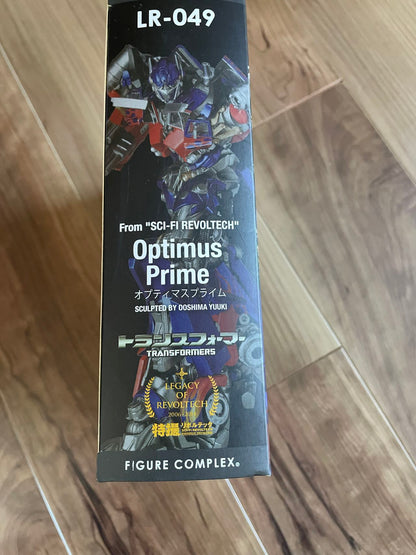 LR-049
From "SCI-FI REVOLTECH"
Optimus
Prime
オプティマスプライム
SCULPTED BY OOSHIMA YUUKI
トランスフォーマー
TRANSFORMERS
LEGACY
OF
REVOLTECH
特撮 リボルテック
FIGURE COMPLEX®